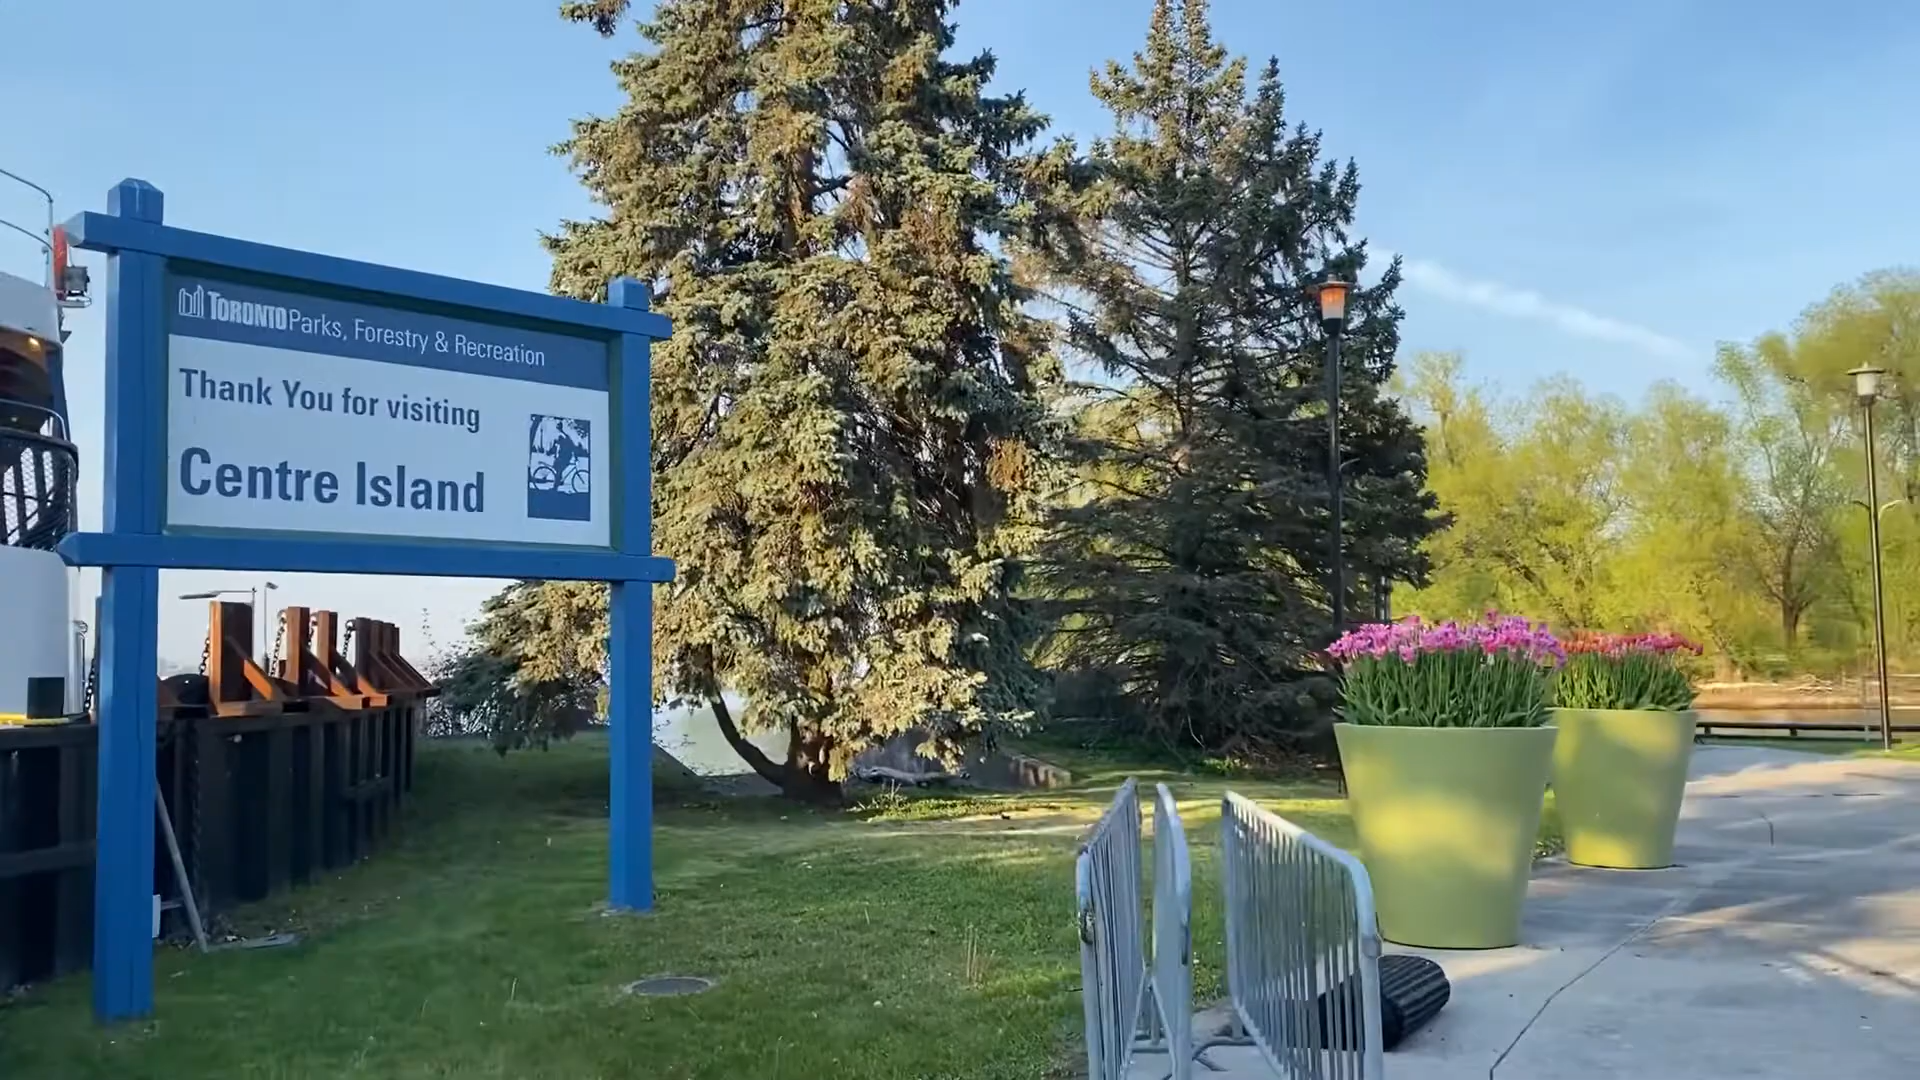 TORONTO Parks, Forestry & Recreation
Thank You for visiting
Centre Island